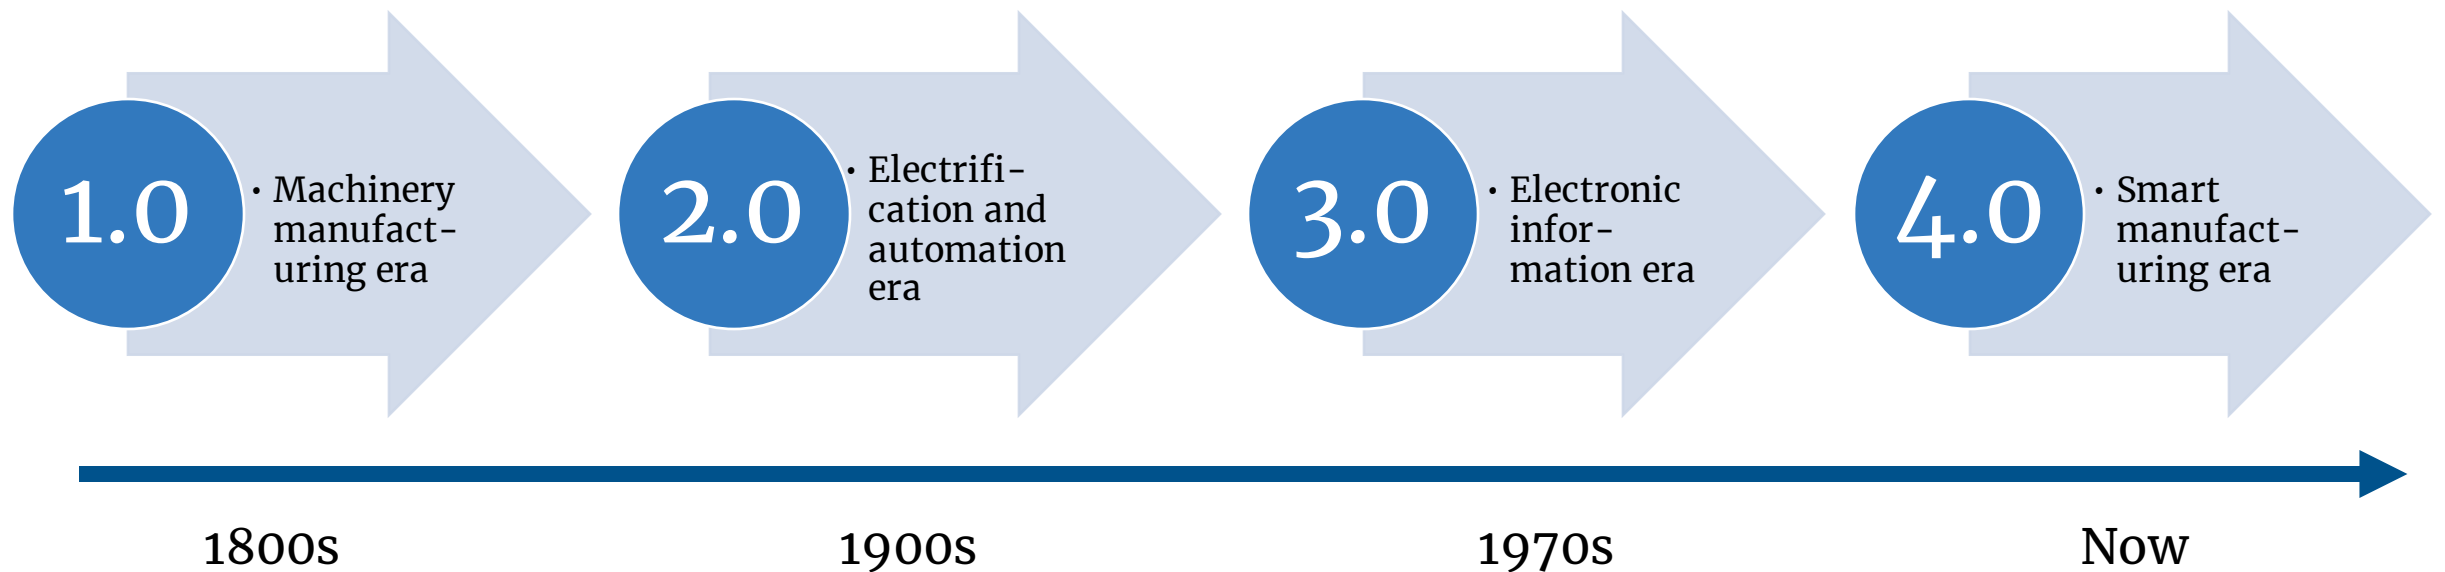 1.0
· Machinery
manufact-
uring era
2.0
· Electrifi-
cation and
automation
era
3.0
· Electronic
infor-
mation era
4.0
· Smart
manufact-
uring era
1800s
1900s
1970s
Now